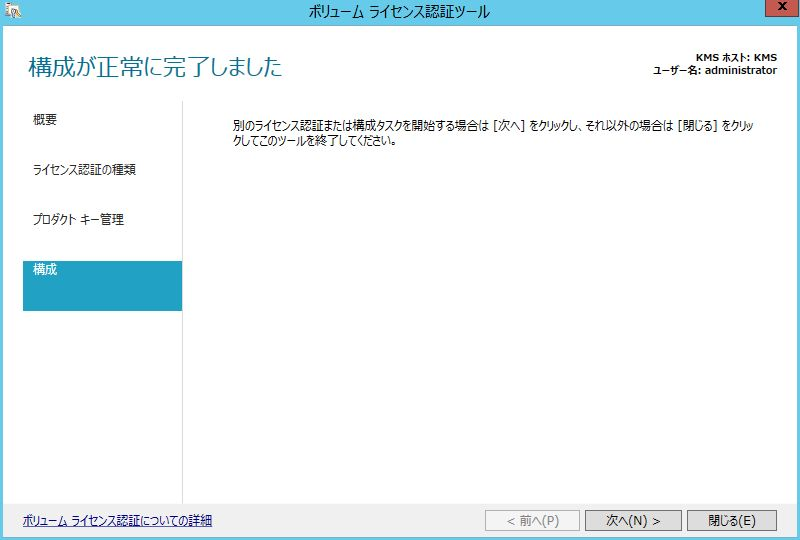 ボリューム ライセンス認証ツール
x
構成が正常に完了しました
KMS ホスト: KMS
ユーザー名: administrator
概要
ライセンス認証の種類
プロダクト キー管理
構成
別のライセンス認証または構成タスクを開始する場合は [次へ] をクリックし、それ以外の場合は [閉じる] をクリッ
クしてこのツールを終了してください。
ボリューム ライセンス認証についての詳細
< 前へ(P)
次へ(N) >
閉じる(E)